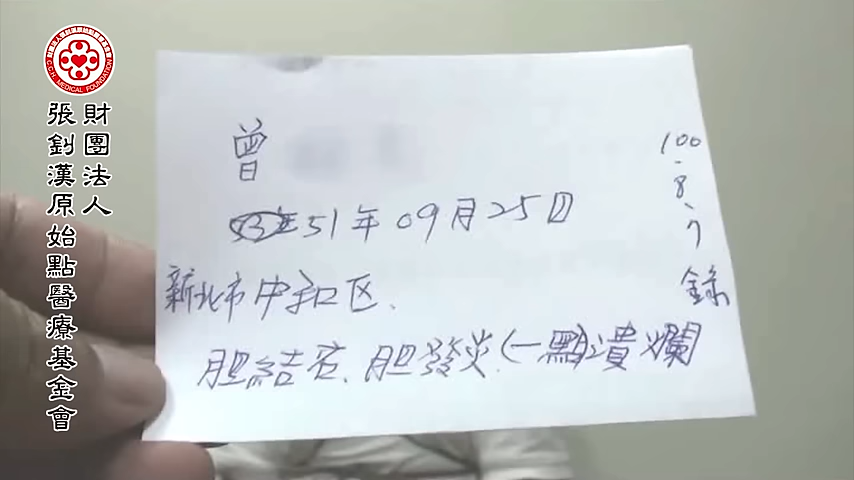 財團法人
張釗漢原始點醫療基金會
C.C.H. MEDICAL FOUNDATION
曾
51年09月25日
新北市中和区、
胆結石、胆發炎(一點潰爛
100.8.7
錄